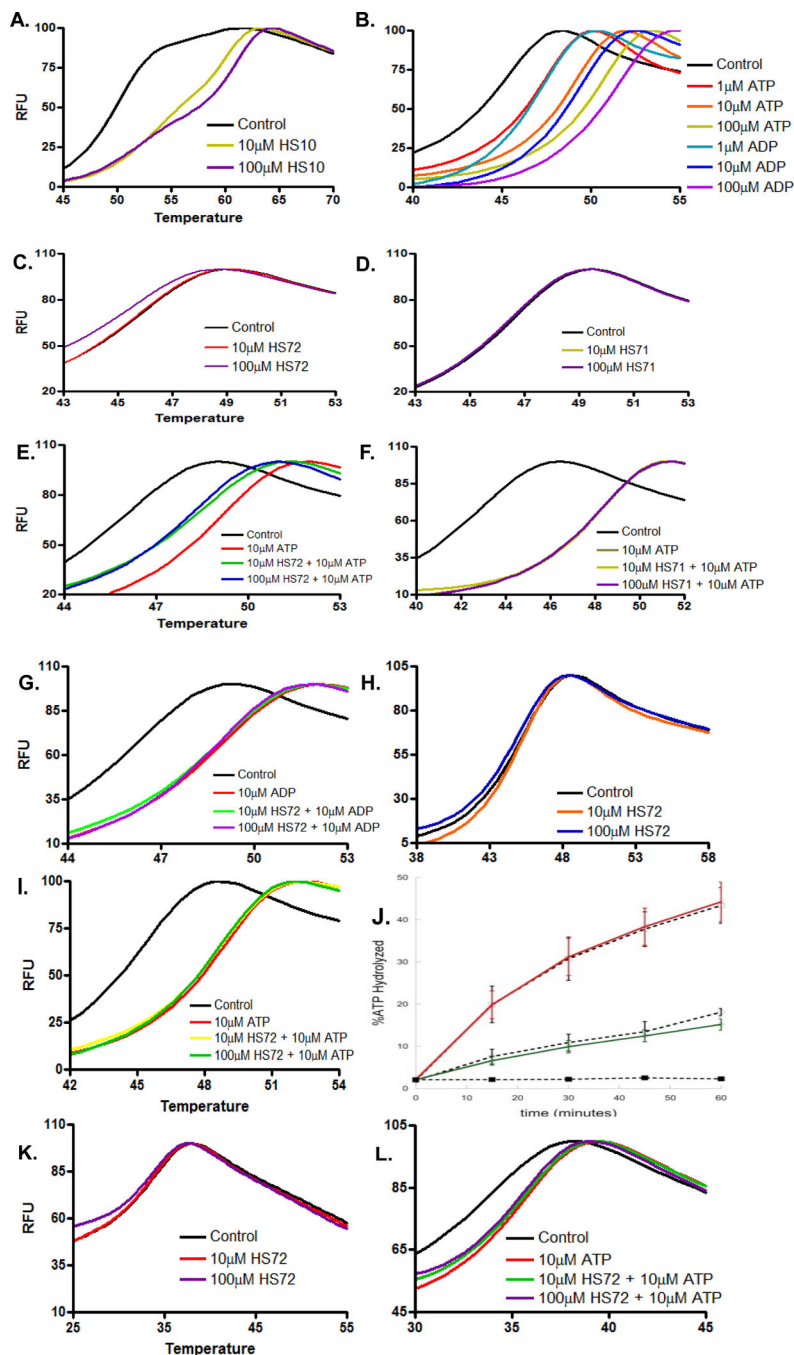 A.
RFU
100
75
50
25
0
Control
10µM HS10
100µM HS10
45 50 55 60 65 70
Temperature
B.
100
75
50
25
0
40 45 50 55
Control
1µM ATP
10µM ATP
100µM ATP
1µM ADP
10µM ADP
100µM ADP
C.
RFU
110
80
50
20
Control
10µM HS72
100µM HS72
43 45 47 49 51 53
Temperature
D.
110
80
50
20
Control
10µM HS71
100µM HS71
43 45 47 49 51 53
E.
RFU
110
80
50
20
Control
10µM ATP
10µM HS72 + 10µM ATP
100µM HS72 + 10µM ATP
44 47 50 53
F.
110
85
60
35
10
Control
10µM ATP
10µM HS71 + 10µM ATP
100µM HS71 + 10µM ATP
40 42 44 46 48 50 52
G.
RFU
110
85
60
35
10
Control
10µM ADP
10µM HS72 + 10µM ADP
100µM HS72 + 10µM ADP
44 47 50 53
H.
105
80
55
30
5
Control
10µM HS72
100µM HS72
38 43 48 53 58
I.
RFU
100
75
50
25
0
Control
10µM ATP
10µM HS72 + 10µM ATP
100µM HS72 + 10µM ATP
42 45 48 51 54
Temperature
J.
%ATP Hydrolyzed
50
40
30
20
10
0
0 10 20 30 40 50 60
time (minutes)
K.
RFU
110
85
60
35
10
Control
10µM HS72
100µM HS72
25 35 45 55
Temperature
L.
105
85
65
45
Control
10µM ATP
10µM HS72 + 10µM ATP
100µM HS72 + 10µM ATP
30 35 40 45